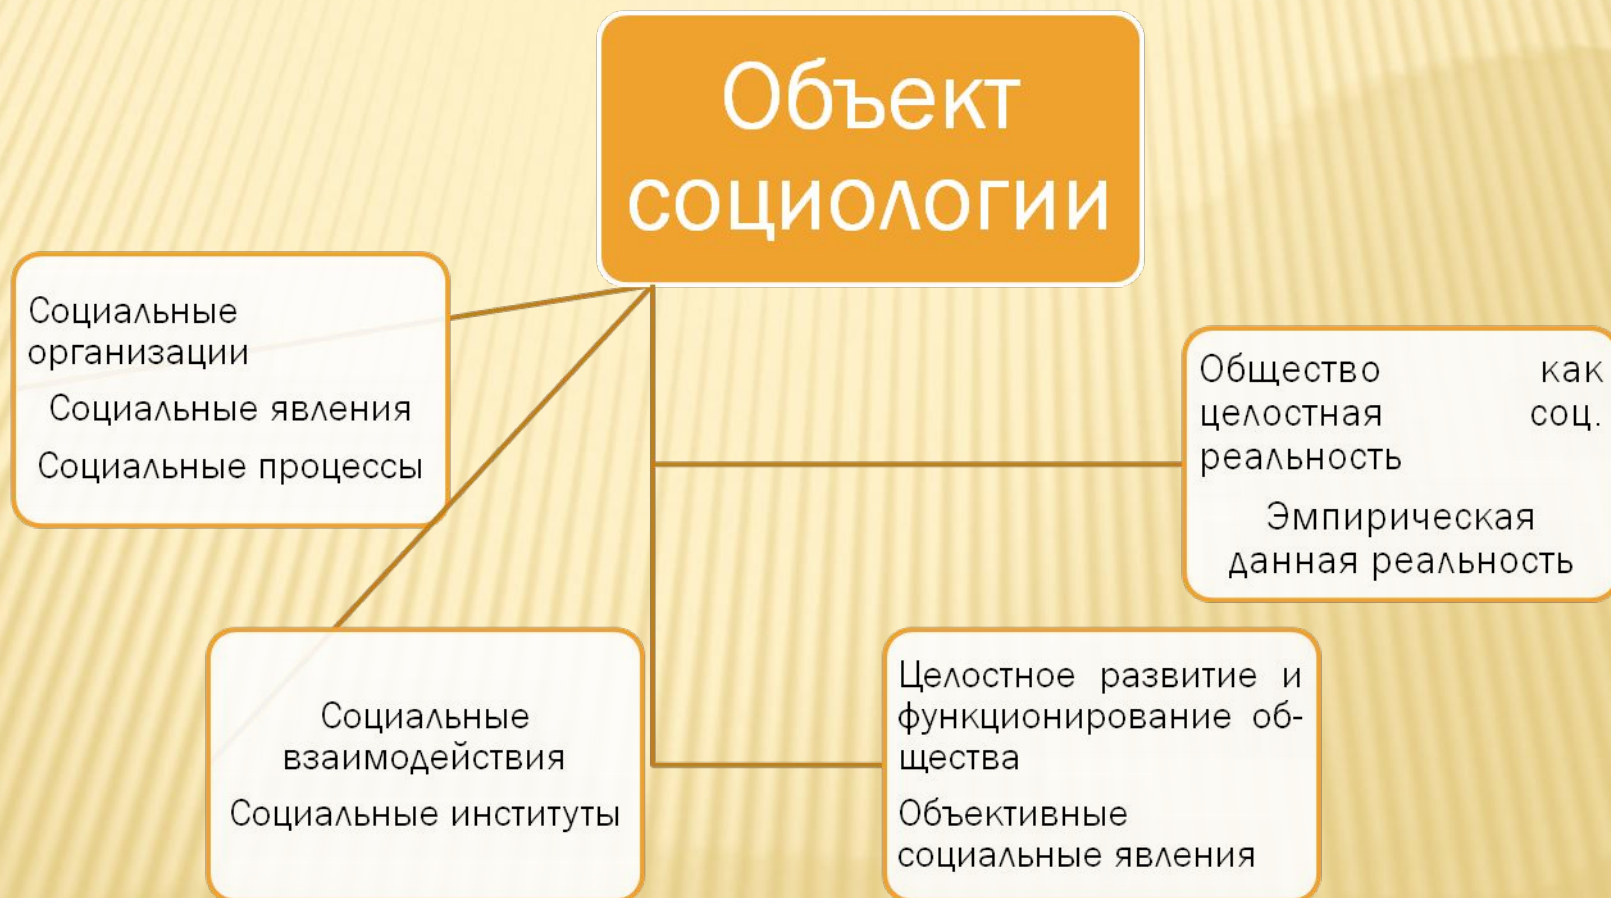 Объект
социологии
Социальные
организации
Социальные явления
Социальные процессы
Общество как
целостная соц.
реальность
Эмпирическая
данная реальность
Социальные
взаимодействия
Социальные институты
Целостное развитие и
функционирование об-
щества
Объективные
социальные явления